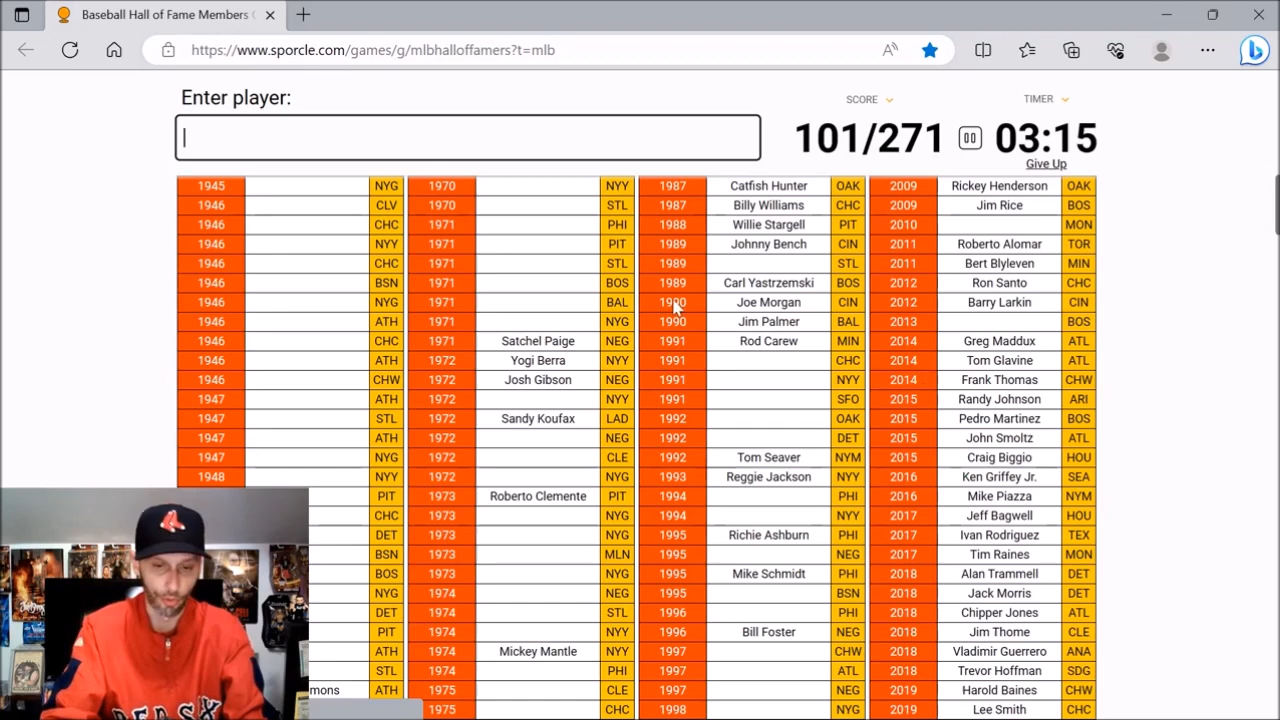 Baseball Hall of Fame Members
https://www.sporcle.com/games/g/mlbhalloffamers?t=mlb
Enter player:
SCORE
TIMER
101/271
03:15
Give Up
1945 NYG 1970 NYY 1987 Catfish Hunter OAK 2009 Rickey Henderson OAK
1946 CLV 1970 STL 1987 Billy Williams CHC 2009 Jim Rice BOS
1946 CHC 1971 PHI 1988 Willie Stargell PIT 2010 MON
1946 NYY 1971 PIT 1989 Johnny Bench CIN 2011 Roberto Alomar TOR
1946 CHC 1971 STL 1989 STL 2011 Bert Blyleven MIN
1946 BSN 1971 BOS 1989 Carl Yastrzemski BOS 2012 Ron Santo CHC
1946 NYG 1971 BAL 1990 Joe Morgan CIN 2012 Barry Larkin CIN
1946 ATH 1971 NYG 1990 Jim Palmer BAL 2013 BOS
1946 CHC 1971 Satchel Paige NEG 1991 Rod Carew MIN 2014 Greg Maddux ATL
1946 ATH 1972 Yogi Berra NYY 1991 CHC 2014 Tom Glavine ATL
1946 CHW 1972 Josh Gibson NEG 1991 NYY 2014 Frank Thomas CHW
1947 ATH 1972 NYY 1991 SFO 2015 Randy Johnson ARI
1947 STL 1972 Sandy Koufax LAD 1992 OAK 2015 Pedro Martinez BOS
1947 ATH 1972 NEG 1992 DET 2015 John Smoltz ATL
1947 NYG 1972 CLE 1992 Tom Seaver NYM 2015 Craig Biggio HOU
1948 NYY 1972 NYG 1993 Reggie Jackson NYY 2016 Ken Griffey Jr. SEA
PIT 1973 Roberto Clemente PIT 1994 PHI 2016 Mike Piazza NYM
CHC 1973 NYG 1994 NYY 2017 Jeff Bagwell HOU
DET 1973 NYG 1995 Richie Ashburn PHI 2017 Ivan Rodriguez TEX
BSN 1973 MLN 1995 NEG 2017 Tim Raines MON
BOS 1973 NYG 1995 Mike Schmidt PHI 2018 Alan Trammell DET
NYG 1974 NEG 1995 BSN 2018 Jack Morris DET
DET 1974 STL 1996 PHI 2018 Chipper Jones ATL
PIT 1974 NYY 1996 Bill Foster NEG 2018 Jim Thome CLE
ATH 1974 Mickey Mantle NYY 1997 CHW 2018 Vladimir Guerrero ANA
STL 1974 PHI 1997 ATL 2018 Trevor Hoffman SDG
mons ATH 1975 CLE 1997 NEG 2019 Harold Baines CHW
1975 CHC 1998 NYG 2019 Lee Smith CHC
RED SX